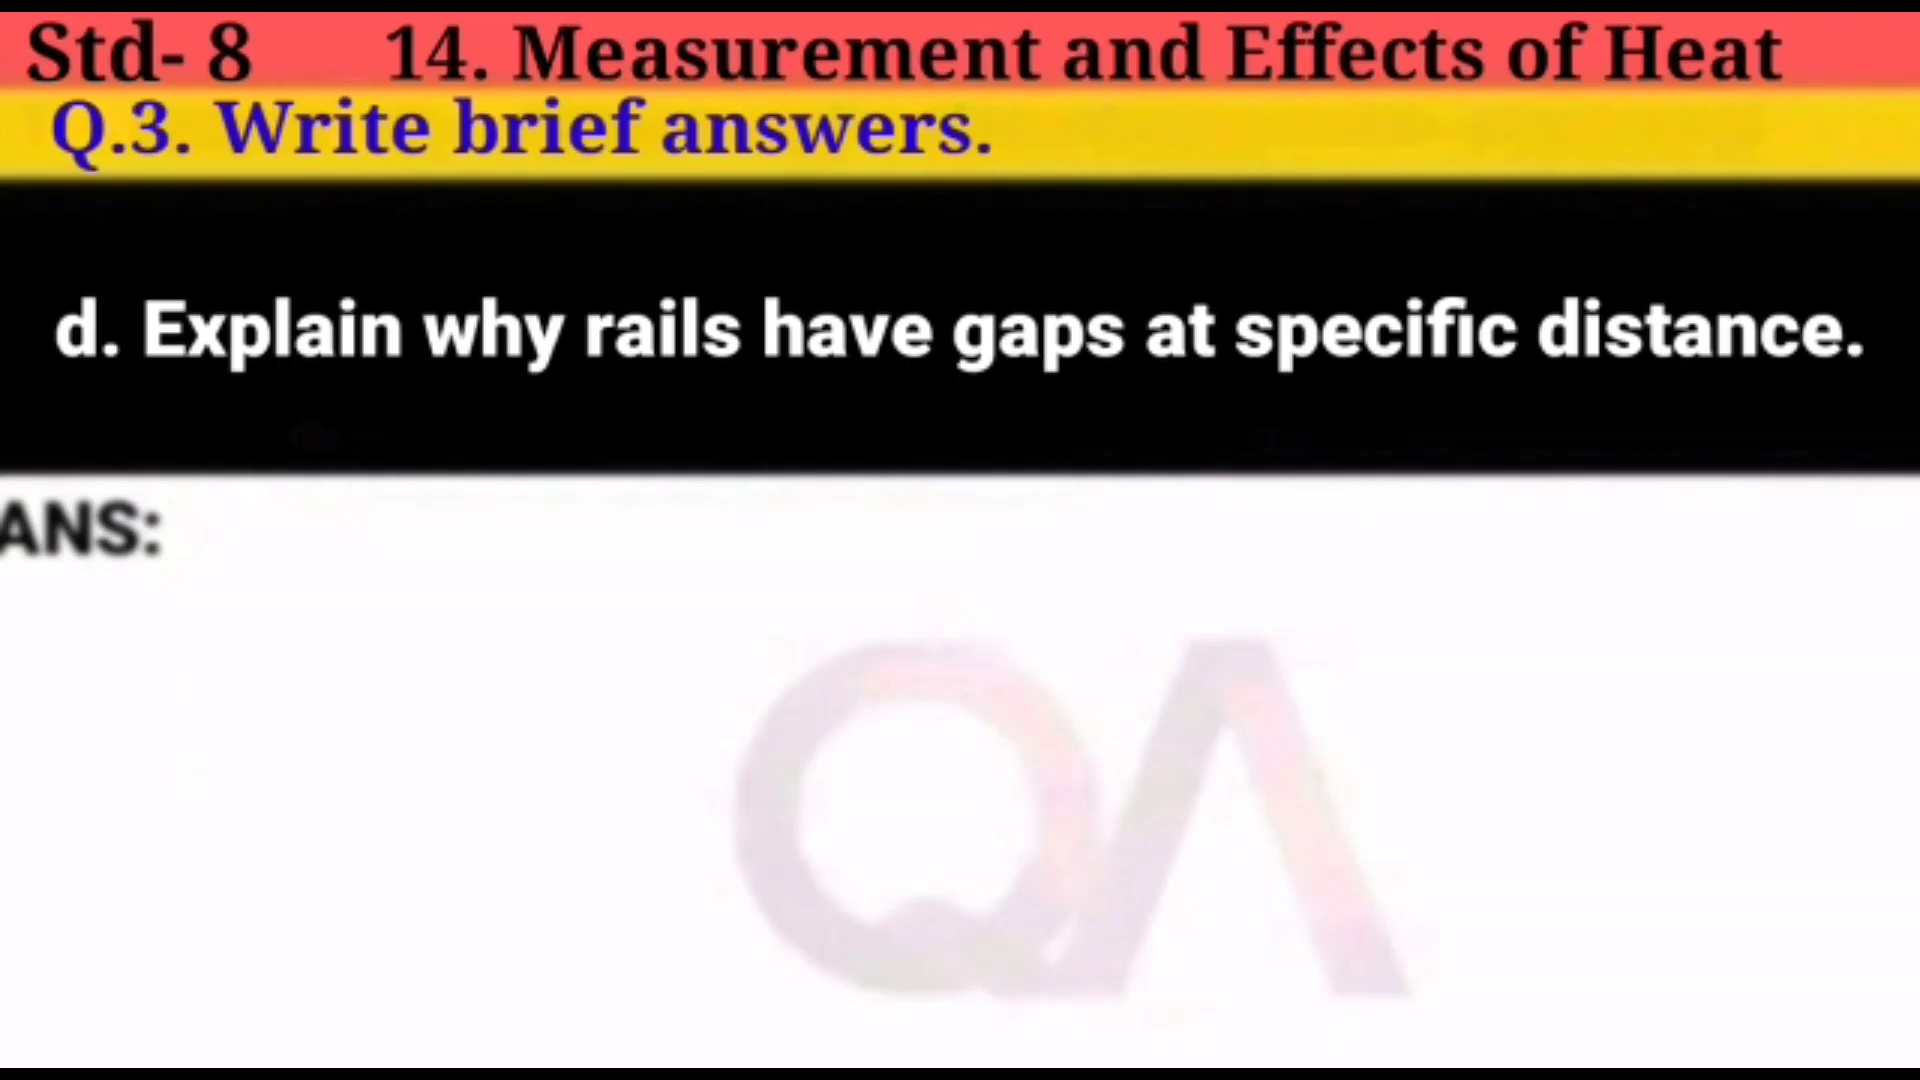 Std- 8 14. Measurement and Effects of Heat
Q.3. Write brief answers.
d. Explain why rails have gaps at specific distance.
ANS:
QA